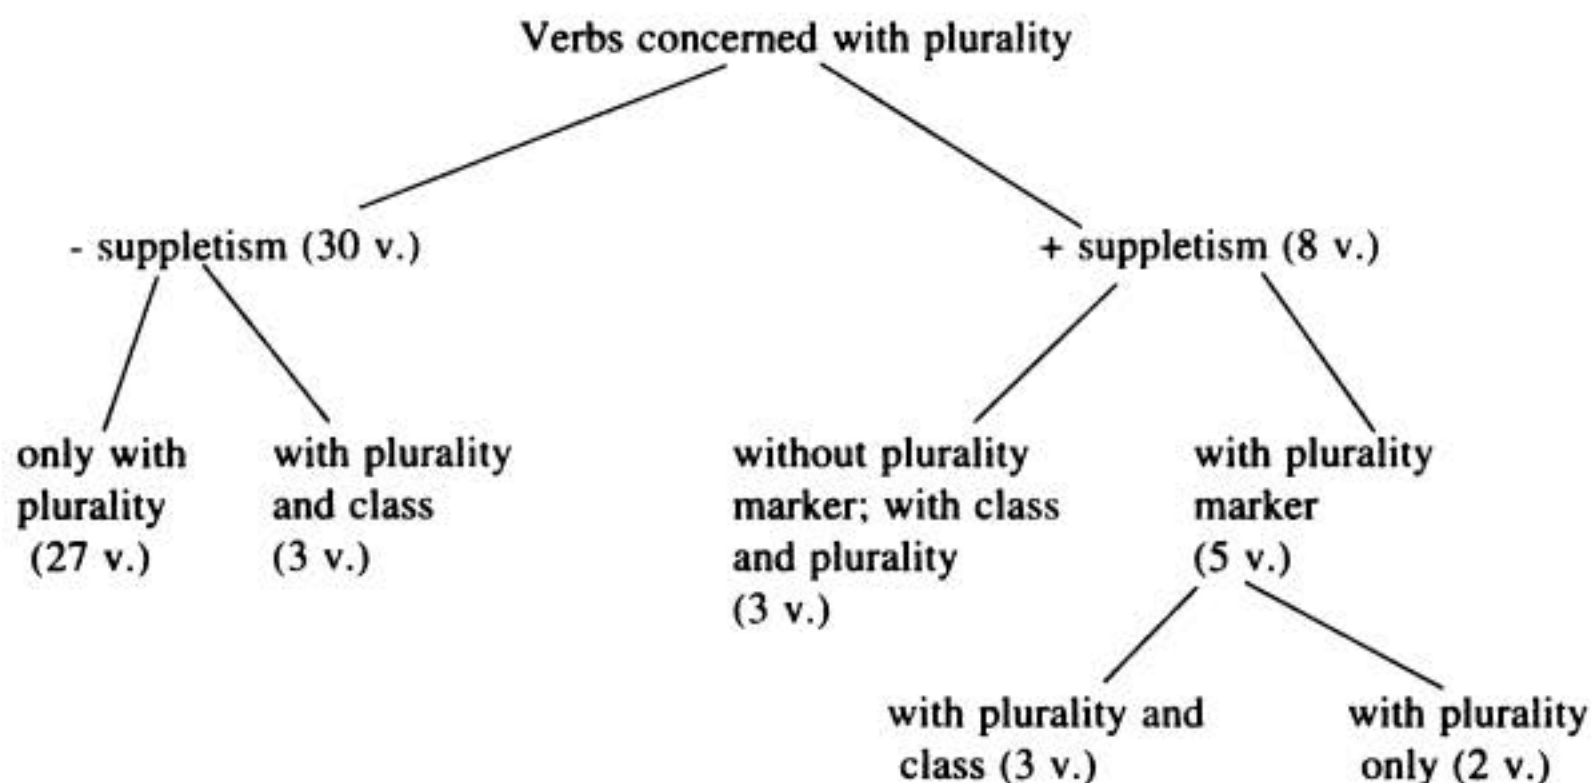 Verbs concerned with plurality
- suppletism (30 v.)
+ suppletism (8 v.)
only with
plurality
(27 v.)
with plurality
and class
(3 v.)
without plurality
marker; with class
and plurality
(3 v.)
with plurality
marker
(5 v.)
with plurality and
class (3 v.)
with plurality
only (2 v.)